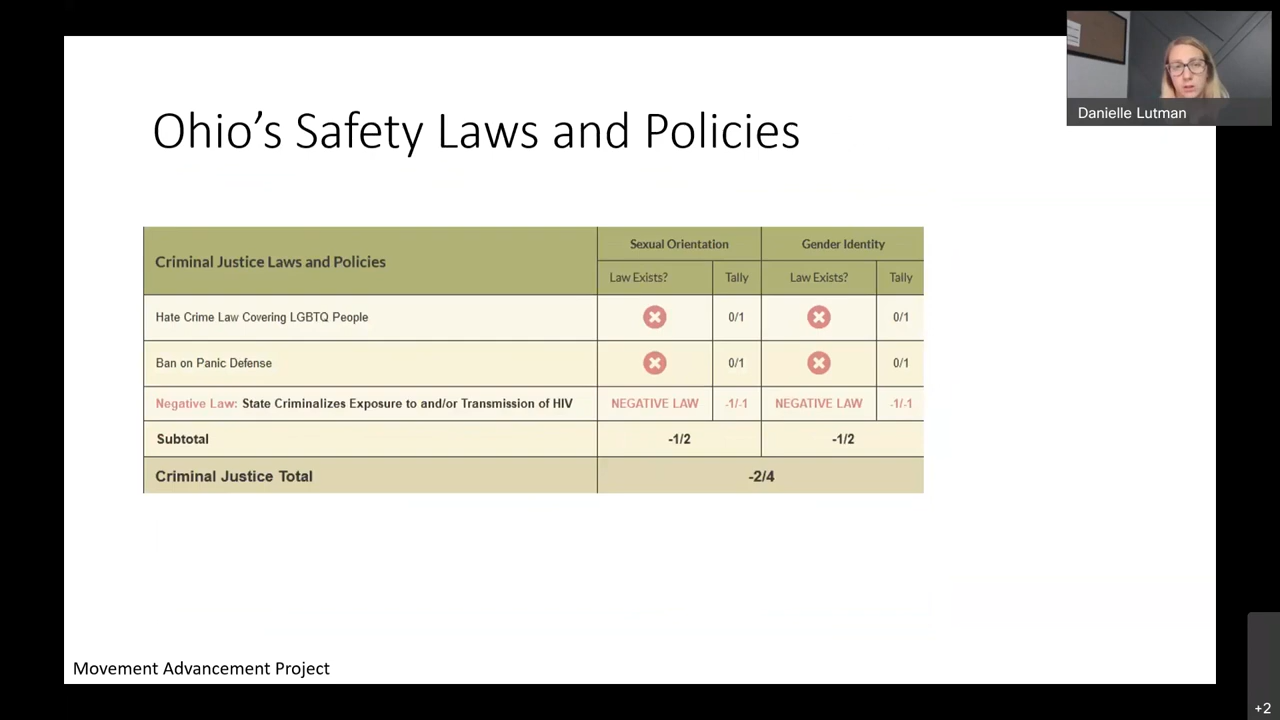 Danielle Lutman
Ohio's Safety Laws and Policies
Criminal Justice Laws and Policies
Sexual Orientation
Gender Identity
Law Exists?
Tally
Law Exists?
Tally
Hate Crime Law Covering LGBTQ People
0/1
0/1
Ban on Panic Defense
0/1
0/1
Negative Law: State Criminalizes Exposure to and/or Transmission of HIV
NEGATIVE LAW
-1/-1
NEGATIVE LAW
-1/-1
Subtotal
-1/2
-1/2
Criminal Justice Total
-2/4
Movement Advancement Project
+2